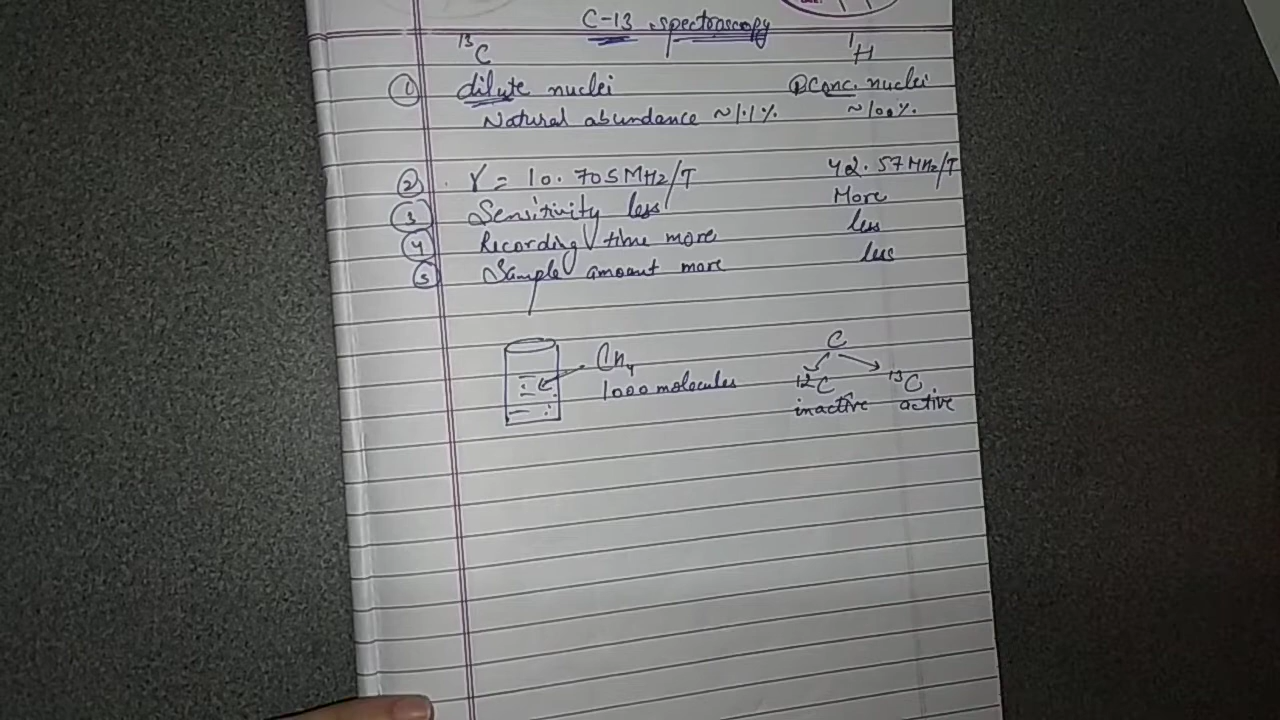 C-13 spectroscopy
¹³C ¹H
① dilute nuclei conc. nuclei
Natural abundance ~1.1% ~100%
② γ = 10.705 MHz/T 42.57 MHz/T
③ Sensitivity less More
④ Recording time more less
⑤ Sample amount more less
CH₄ C
1000 molecules ¹²C ¹³C
inactive active